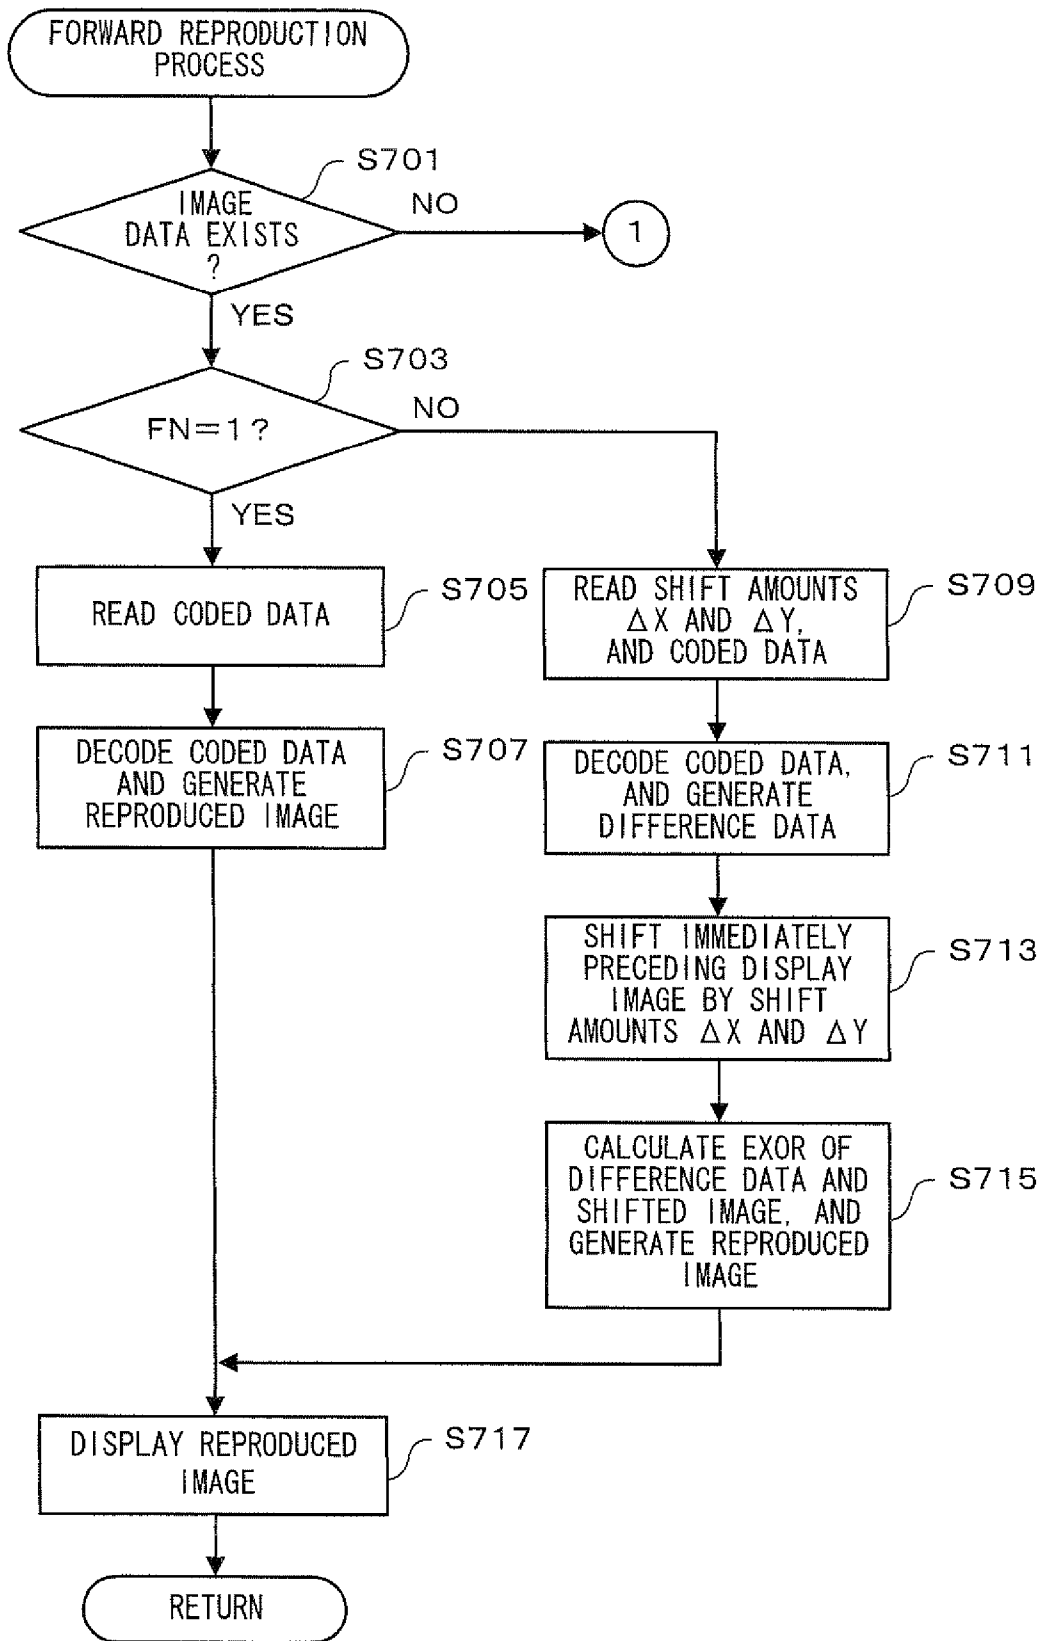 FORWARD REPRODUCTION
PROCESS
S701
IMAGE
DATA EXISTS
?
NO
1
YES
S703
FN=1?
NO
YES
S705
READ CODED DATA
S709
READ SHIFT AMOUNTS
ΔX AND ΔY,
AND CODED DATA
S707
DECODE CODED DATA
AND GENERATE
REPRODUCED IMAGE
S711
DECODE CODED DATA,
AND GENERATE
DIFFERENCE DATA
S713
SHIFT IMMEDIATELY
PRECEDING DISPLAY
IMAGE BY SHIFT
AMOUNTS ΔX AND ΔY
S715
CALCULATE EXOR OF
DIFFERENCE DATA AND
SHIFTED IMAGE, AND
GENERATE REPRODUCED
IMAGE
S717
DISPLAY REPRODUCED
IMAGE
RETURN